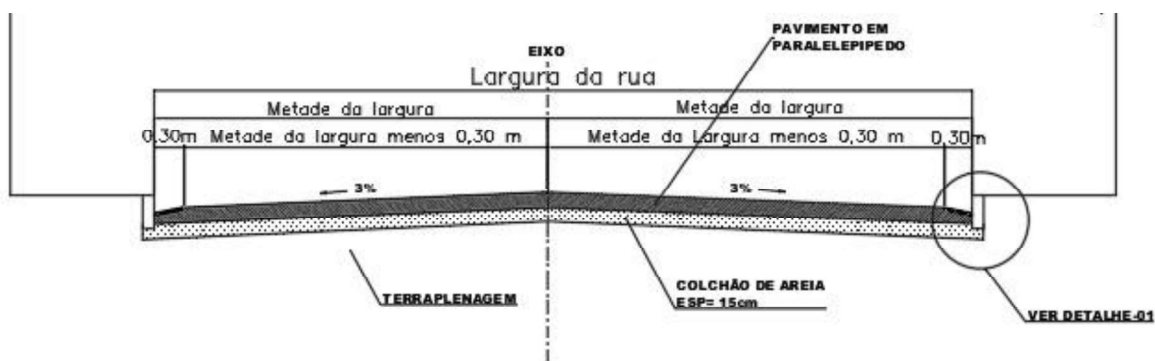 PAVIMENTO EM
PARALELEPIPEDO
EIXO
Largura da rua
Metade da largura
Metade da largura
0,30m
Metade da largura menos 0,30 m
Metade da Largura menos 0,30 m
0,30m
3%
3%
COLCHÃO DE AREIA
ESP= 15cm
TERRAPLENAGEM
VER DETALHE-01